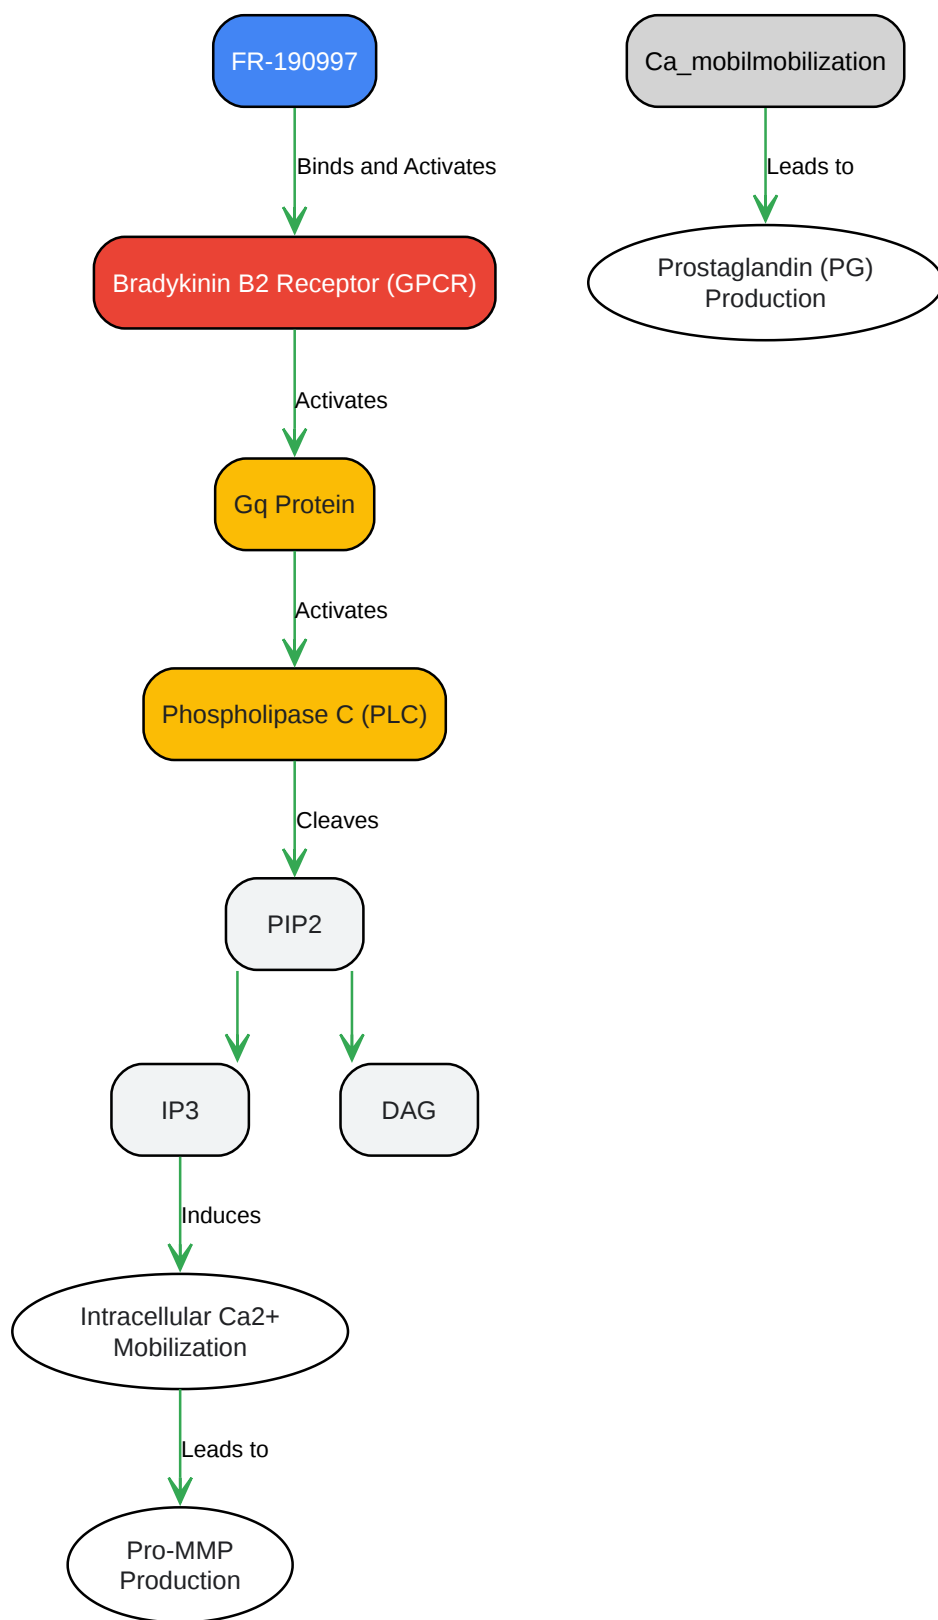 FR-190997
Ca_mobilmobilization
Binds and Activates
Leads to
Bradykinin B2 Receptor (GPCR)
Prostaglandin (PG)
Production
Activates
Gq Protein
Activates
Phospholipase C (PLC)
Cleaves
PIP2
IP3
DAG
Induces
Intracellular Ca2+
Mobilization
Leads to
Pro-MMP
Production